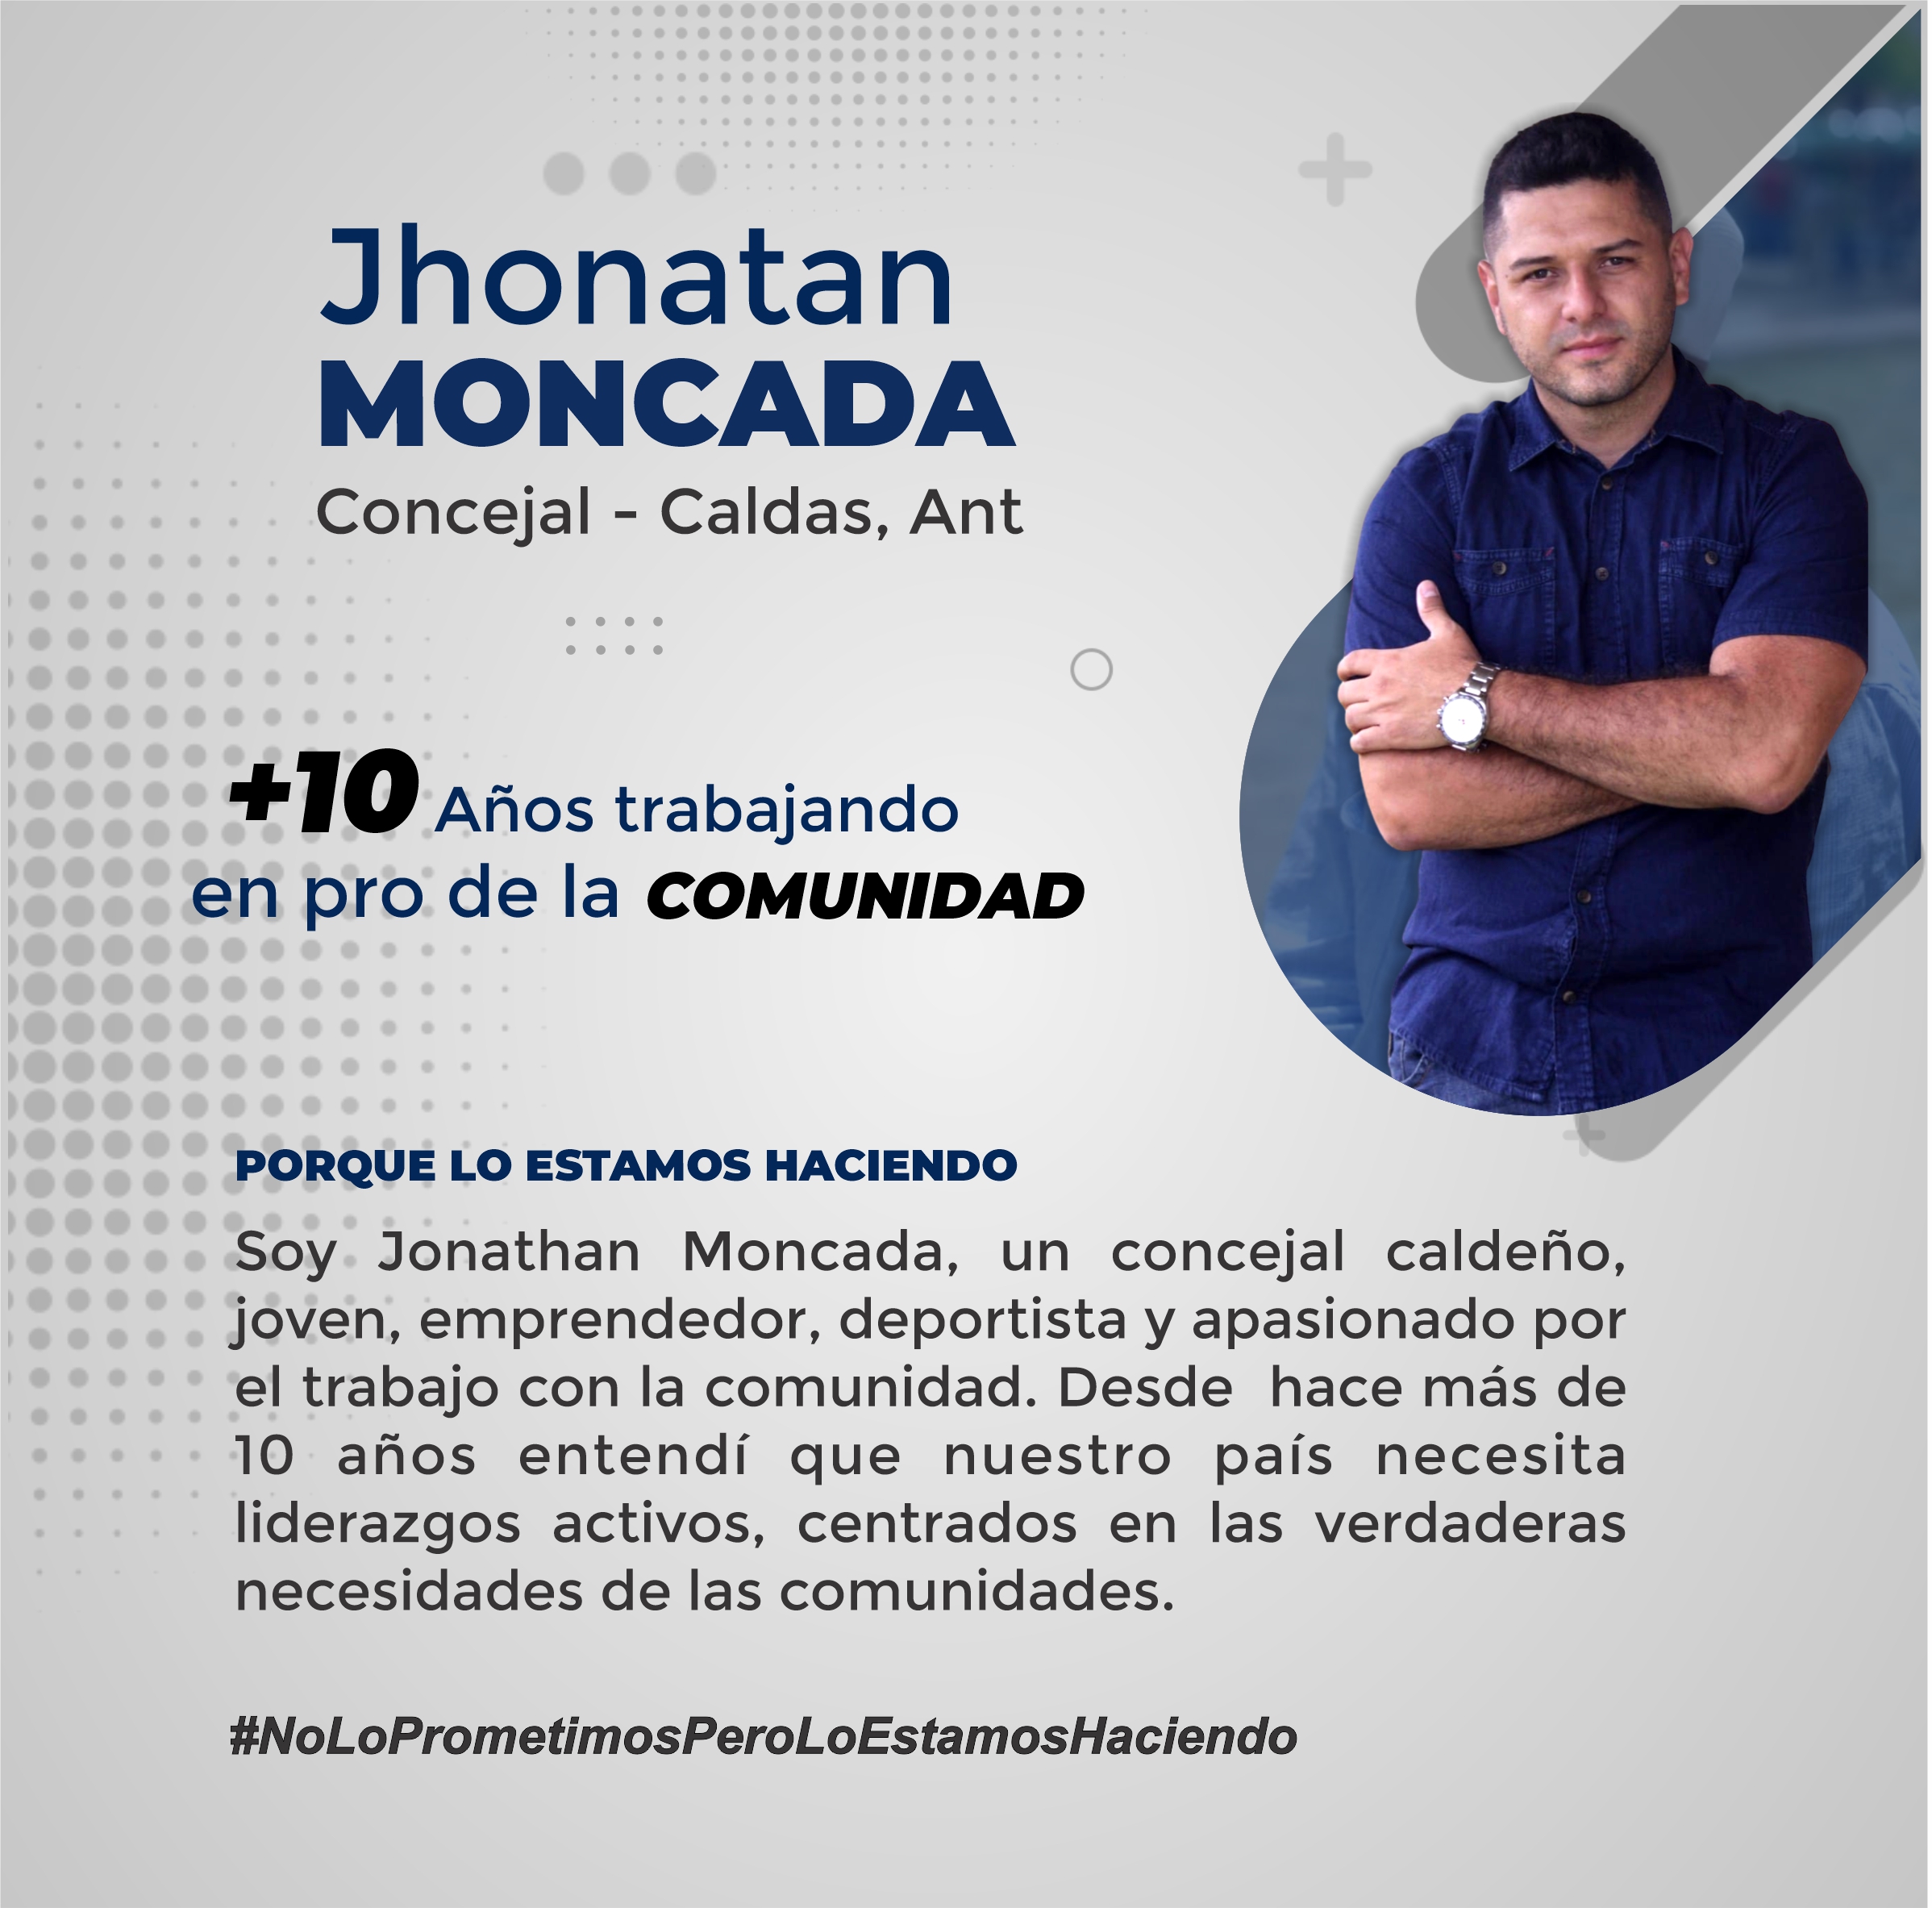 Jhonatan
MONCADA
Concejal - Caldas, Ant
+10 Años trabajando
en pro de la COMUNIDAD
PORQUE LO ESTAMOS HACIENDO
Soy Jonathan Moncada, un concejal caldeño,
joven, emprendedor, deportista y apasionado por
el trabajo con la comunidad. Desde hace más de
10 años entendí que nuestro país necesita
liderazgos activos, centrados en las verdaderas
necesidades de las comunidades.
#NoLoPrometimosPeroLoEstamosHaciendo